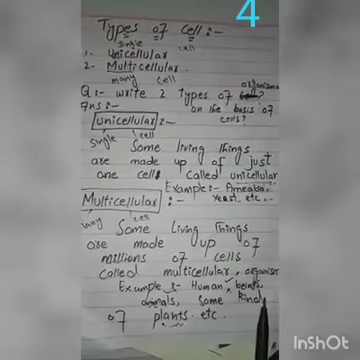 4
Types of cell :-
single cell
1- Unicellular
2- Multicellular
many cell
Q:- write 2 types of organisms
Ans :- on the basis of cells?
Unicellular :-
single cell
Some living things
are made up of just
one cell called unicellular
Example :- Amoeba,
YEAST etc.
Multicellular :-
many cell
Some Living Things
are made up of
millions of cells
called multicellular
Example :- Human beings,
animals, some kind
of plants etc.
InShOt